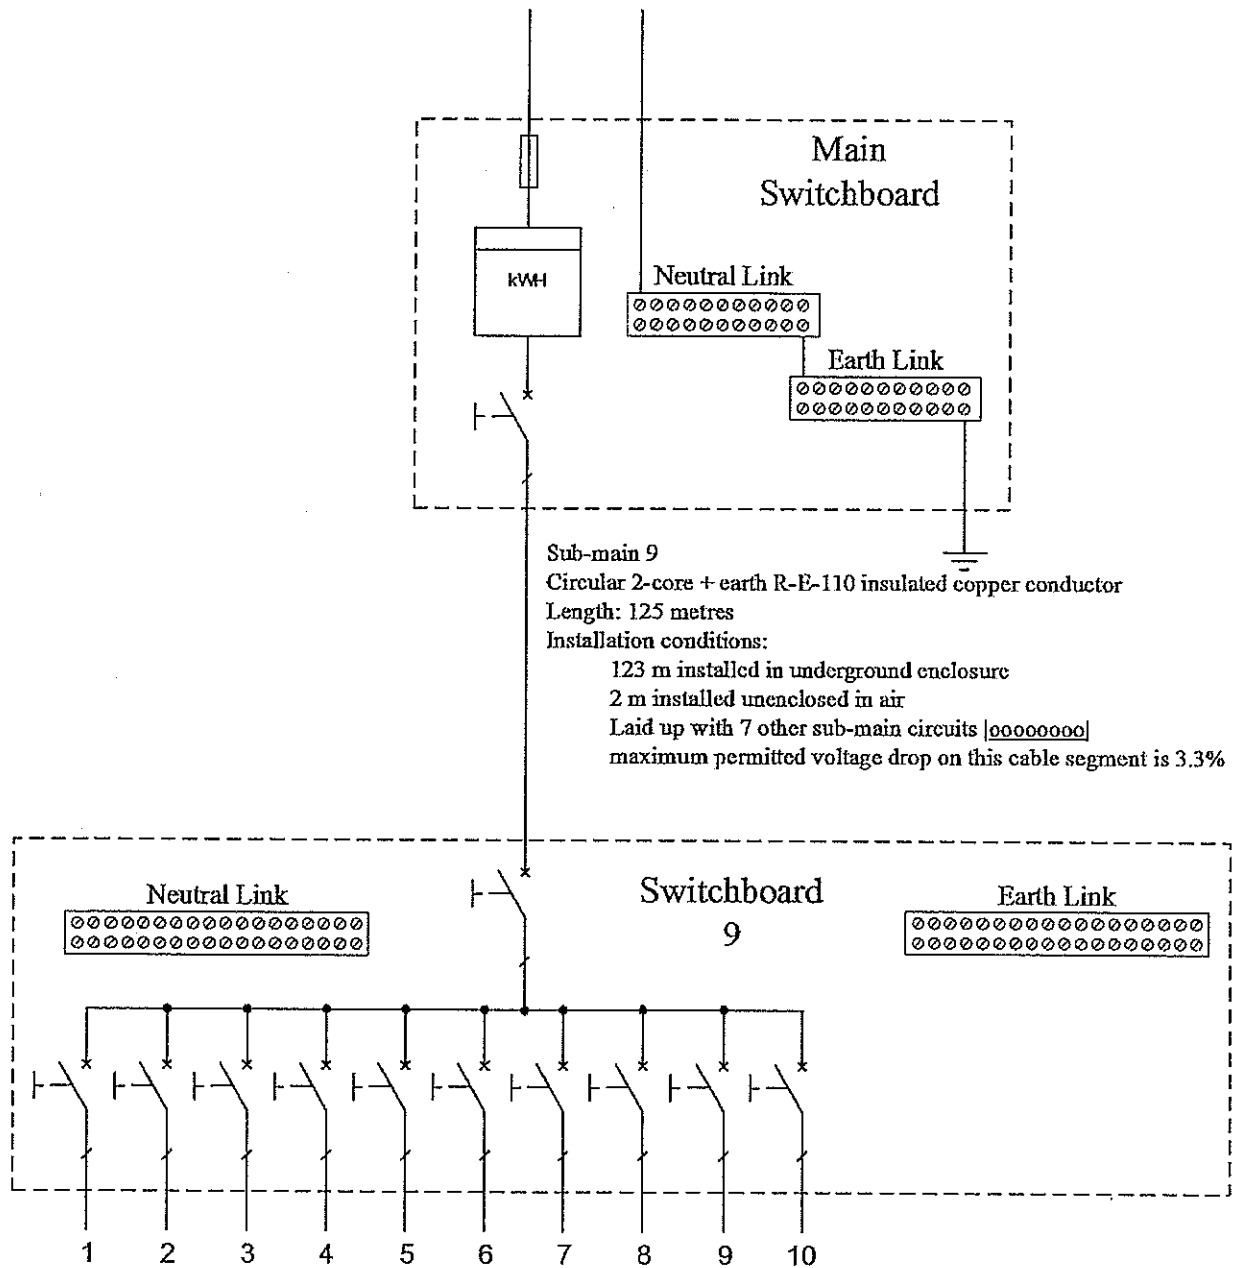 Main
Switchboard
kWH
Neutral Link
Earth Link
Sub-main 9
Circular 2-core + earth R-E-110 insulated copper conductor
Length: 125 metres
Installation conditions:
123 m installed in underground enclosure
2 m installed unenclosed in air
Laid up with 7 other sub-main circuits |oooooooo|
maximum permitted voltage drop on this cable segment is 3.3%
Neutral Link
Switchboard
9
Earth Link
1 2 3 4 5 6 7 8 9 10